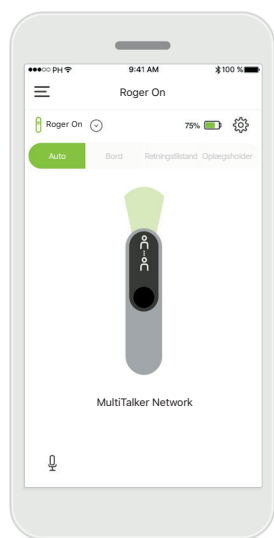 PH 9:41 AM 100 %
Roger On
Roger On 75%
Auto Bord Retningstilstand Oplægsholder
MultiTalker Network